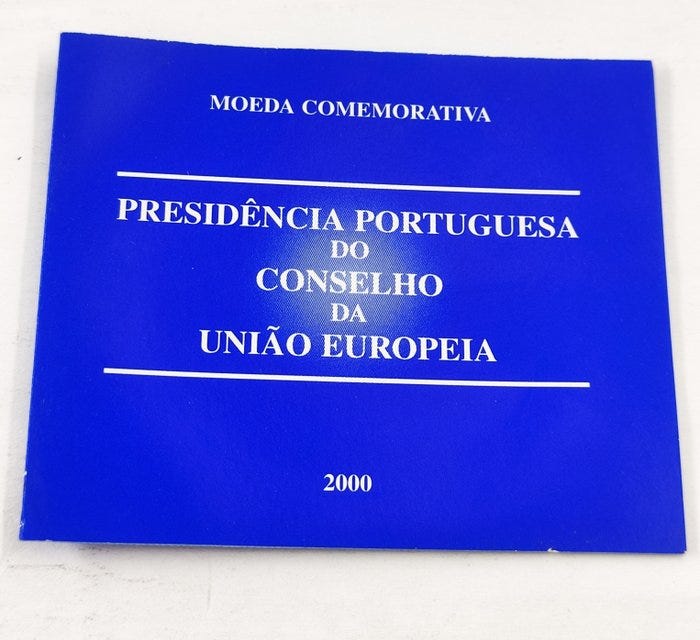 MOEDA COMEMORATIVA
PRESIDÊNCIA PORTUGUESA
DO
CONSELHO
DA
UNIÃO EUROPEIA
2000